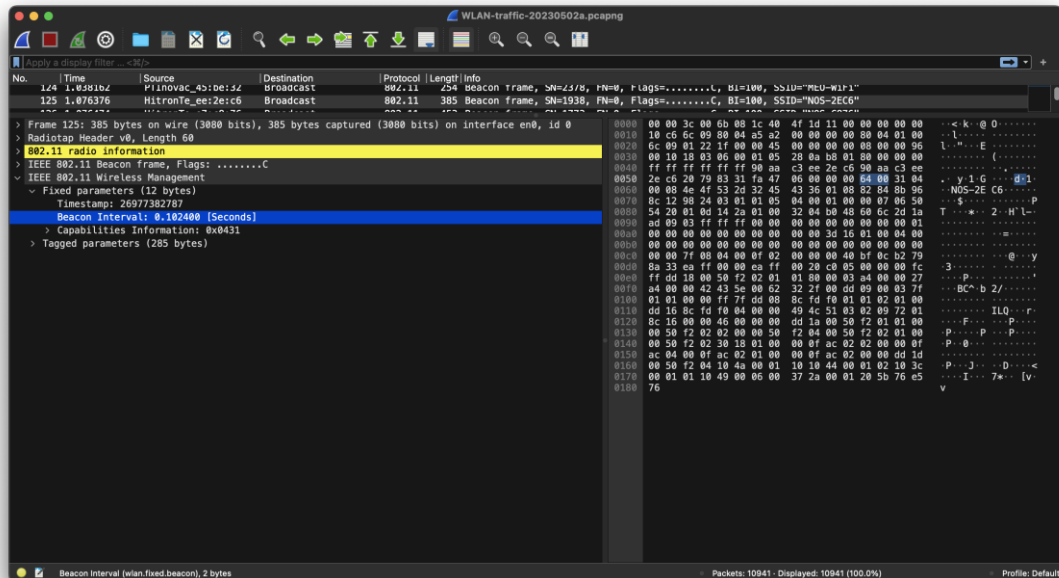 WLAN-traffic-20230502a.pcapng
Apply a display filter ... <⌘/>
No. Time Source Destination Protocol Length Info
124 1.038162 PTInovac_45:be:32 Broadcast 802.11 254 Beacon frame, SN=2378, FN=0, Flags=........C, BI=100, SSID="MEO-WiFi"
125 1.076376 HitronTe_ee:2e:c6 Broadcast 802.11 385 Beacon frame, SN=1938, FN=0, Flags=........C, BI=100, SSID="NOS-2EC6"
> Frame 125: 385 bytes on wire (3080 bits), 385 bytes captured (3080 bits) on interface en0, id 0
> Radiotap Header v0, Length 60
> 802.11 radio information
> IEEE 802.11 Beacon frame, Flags: ........C
IEEE 802.11 Wireless Management
Fixed parameters (12 bytes)
Timestamp: 26977382787
Beacon Interval: 0.102400 [Seconds]
> Capabilities Information: 0x0431
> Tagged parameters (285 bytes)
0000 00 00 3c 00 6b 08 1c 40 4f 1d 11 00 00 00 00 00
0010 10 c6 6c 09 80 04 a5 a2 00 00 00 00 80 04 01 00
0020 6c 09 01 22 1f 00 00 45 00 00 00 00 08 00 00 96
0030 00 10 18 03 06 00 01 05 28 0a b8 01 80 00 00 00
0040 ff ff ff ff ff ff 90 aa c3 ee 2e c6 90 aa c3 ee
0050 2e c6 20 79 83 31 fa 47 06 00 00 00 64 00 31 04
0060 00 08 4e 4f 53 2d 32 45 43 36 01 08 82 84 8b 96
0070 8c 12 98 24 03 01 01 05 04 00 01 00 00 07 06 50
0080 54 20 01 0d 14 2a 01 00 32 04 b0 48 60 6c 2d 1a
0090 ad 09 03 ff ff ff 00 00 00 00 00 00 00 00 00 01
00a0 00 00 00 00 00 00 00 00 00 00 3d 16 01 00 04 00
00b0 00 00 00 00 00 00 00 00 00 00 00 00 00 00 00 00
00c0 00 00 7f 08 04 00 0f 02 00 00 00 40 bf 0c b2 79
00d0 8a 33 ea ff 00 00 ea ff 00 20 c0 05 00 00 00 fc
00e0 ff dd 18 00 50 f2 02 01 01 80 00 03 a4 00 00 27
00f0 a4 00 00 42 43 5e 00 62 32 2f 00 dd 09 00 03 7f
0100 01 01 00 00 ff 7f dd 08 8c fd f0 01 01 02 01 00
0110 dd 16 8c fd f0 04 00 00 49 4c 51 03 02 09 72 01
0120 8c 16 00 00 46 00 00 00 dd 1a 00 50 f2 01 01 00
0130 00 50 f2 02 02 00 00 50 f2 04 00 50 f2 02 01 00
0140 00 50 f2 02 30 18 01 00 00 0f ac 02 02 00 00 0f
0150 ac 04 00 0f ac 02 01 00 00 0f ac 02 00 00 dd 1d
0160 00 50 f2 04 10 4a 00 01 10 10 44 00 01 02 10 3c
0170 00 01 01 10 49 00 06 00 37 2a 00 01 20 5b 76 e5
0180 76
Beacon Interval (wlan.fixed.beacon), 2 bytes
Packets: 10941 · Displayed: 10941 (100.0%)
Profile: Default